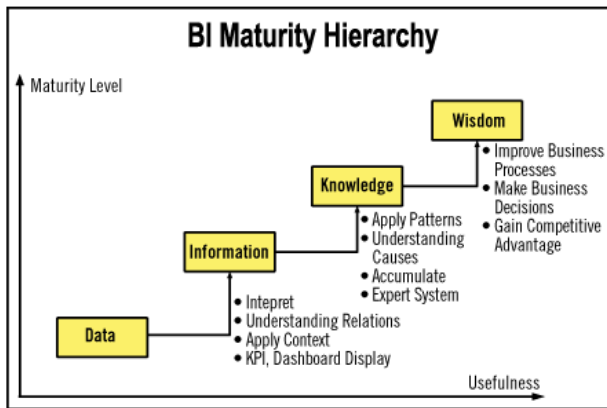 BI Maturity Hierarchy
Maturity Level
Wisdom
• Improve Business
Processes
• Make Business
Decisions
• Gain Competitive
Advantage
Knowledge
• Apply Patterns
• Understanding
Causes
• Accumulate
• Expert System
Information
• Intepret
• Understanding Relations
• Apply Context
• KPI, Dashboard Display
Data
Usefulness